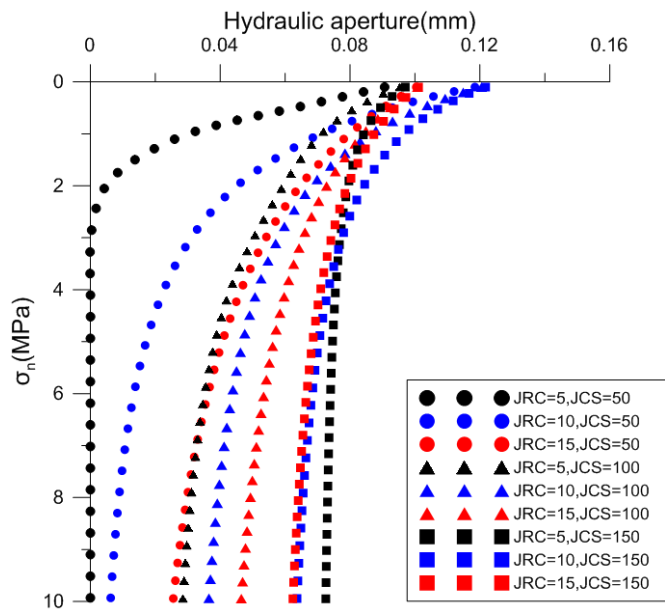 Hydraulic aperture(mm)
0 0.04 0.08 0.12 0.16
0
2
4
6
8
10
σn(MPa)
JRC=5,JCS=50
JRC=10,JCS=50
JRC=15,JCS=50
JRC=5,JCS=100
JRC=10,JCS=100
JRC=15,JCS=100
JRC=5,JCS=150
JRC=10,JCS=150
JRC=15,JCS=150